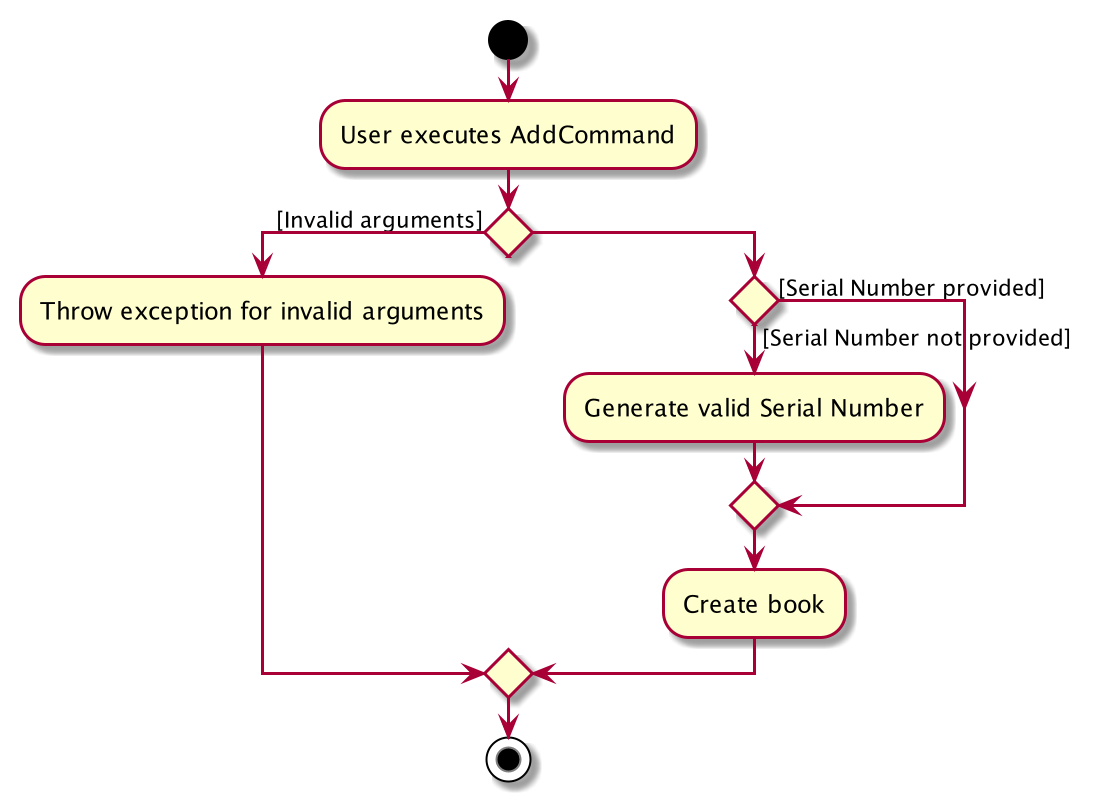 User executes AddCommand
[Invalid arguments]
[Serial Number provided]
Throw exception for invalid arguments
[Serial Number not provided]
Generate valid Serial Number
Create book